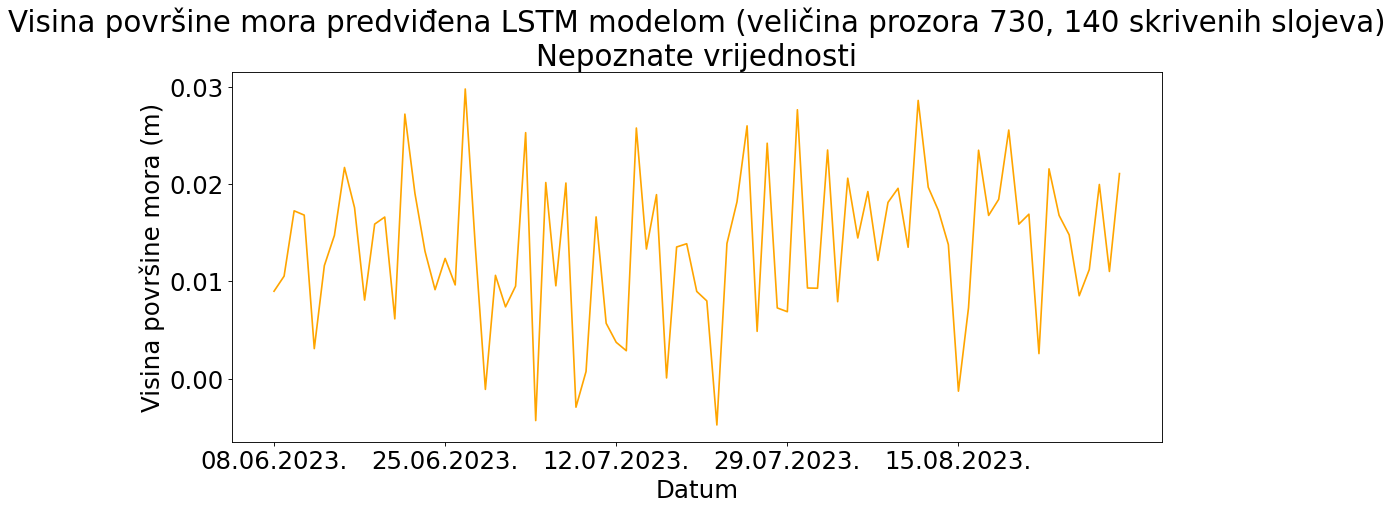 Visina površine mora predviđena LSTM modelom (veličina prozora 730, 140 skrivenih slojeva)
Nepoznate vrijednosti
Visina površine mora (m)
0.03
0.02
0.01
0.00
08.06.2023. 25.06.2023. 12.07.2023. 29.07.2023. 15.08.2023.
Datum